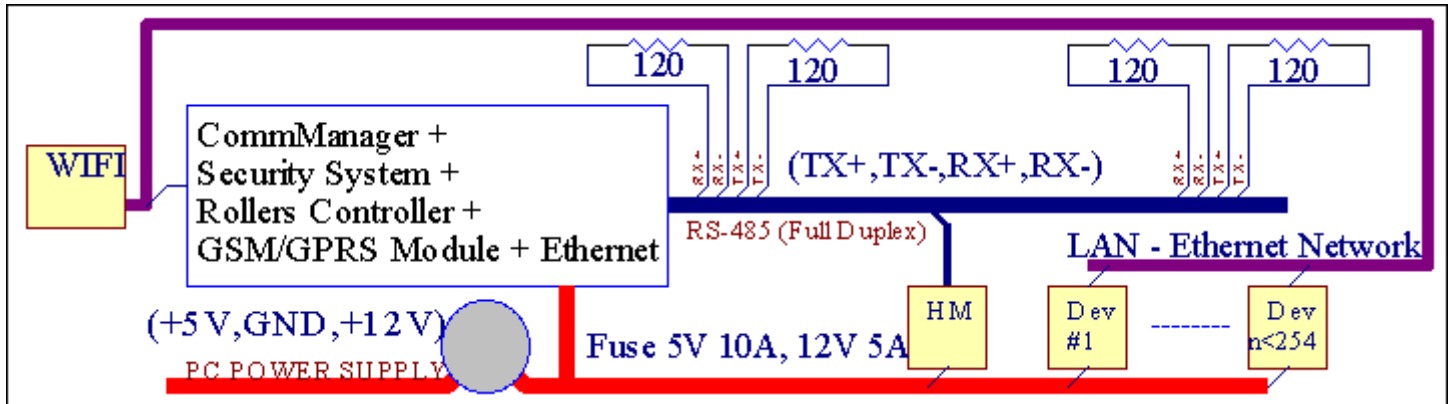 120
120
120
120
WIFI
CommManager +
Security System +
Rollers Controller +
GSM/GPRS Module + Ethernet
RX+
RX-
TX+
TX-
(TX+,TX-,RX+,RX-)
RX+
RX-
TX+
TX-
RS-485 (Full Duplex)
LAN - Ethernet Network
(+5V,GND,+12V)
PC POWER SUPPLY
Fuse 5V 10A, 12V 5A
HM
Dev
#1
Dev
n<254